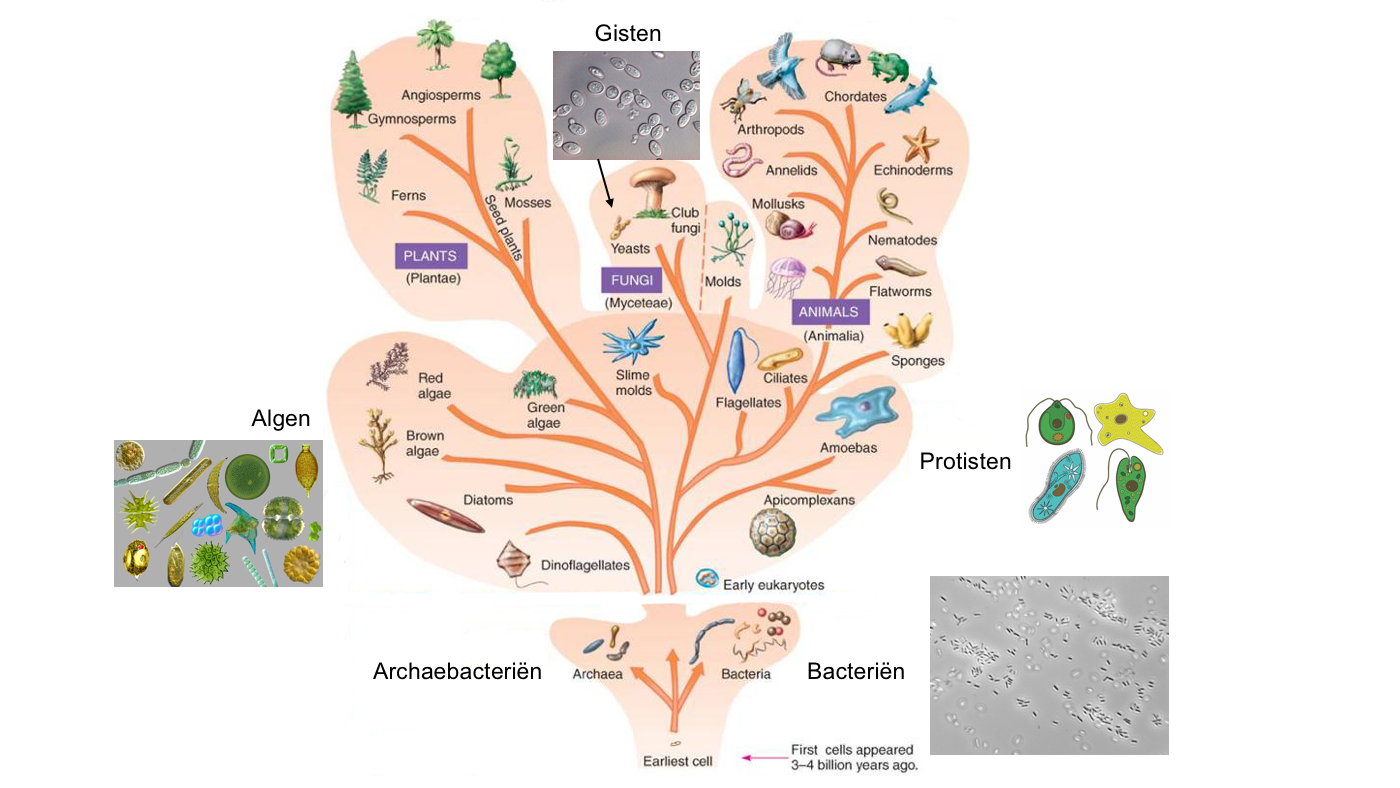 Gisten
Angiosperms
Gymnosperms
Ferns
Mosses
Seed plants
PLANTS
(Plantae)
Club
fungi
Yeasts
FUNGI
(Myceteae)
Molds
Chordates
Arthropods
Echinoderms
Annelids
Mollusks
Nematodes
Flatworms
ANIMALS
(Animalia)
Sponges
Red
algae
Green
algae
Slime
molds
Ciliates
Flagellates
Algen
Brown
algae
Amoebas
Protisten
Diatoms
Apicomplexans
Dinoflagellates
Early eukaryotes
Archaebacteriën
Archaea
Bacteria
Bacteriën
Earliest cell
First cells appeared
3–4 billion years ago.